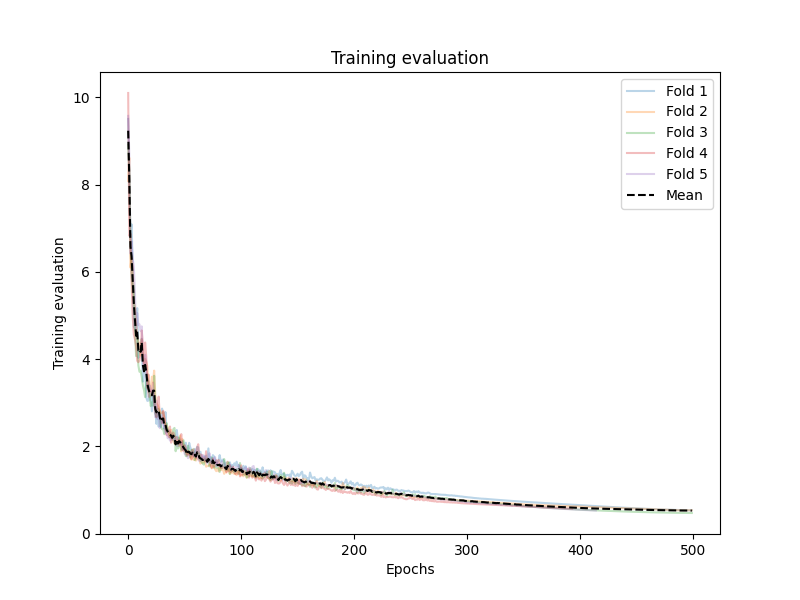 Training evaluation
Fold 1
Fold 2
Fold 3
Fold 4
Fold 5
Mean
Training evaluation
10
8
6
4
2
0
0 100 200 300 400 500
Epochs